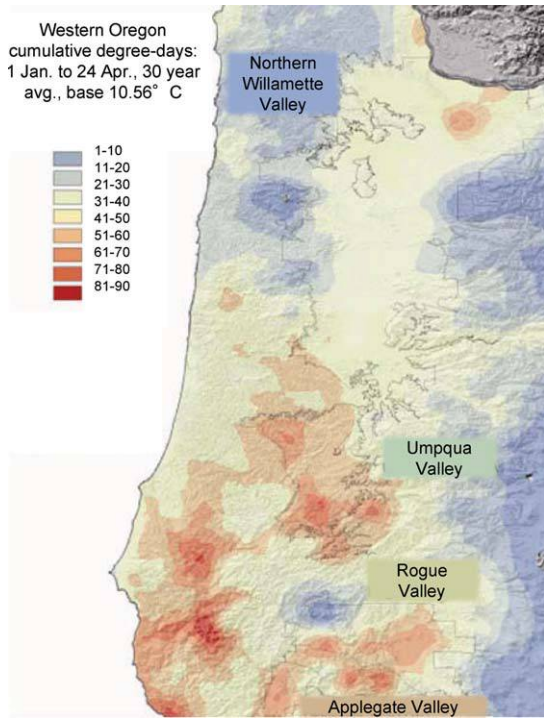 Western Oregon
cumulative degree-days:
1 Jan. to 24 Apr., 30 year
avg., base 10.56° C
1-10
11-20
21-30
31-40
41-50
51-60
61-70
71-80
81-90
Northern
Willamette
Valley
Umpqua
Valley
Rogue
Valley
Applegate Valley